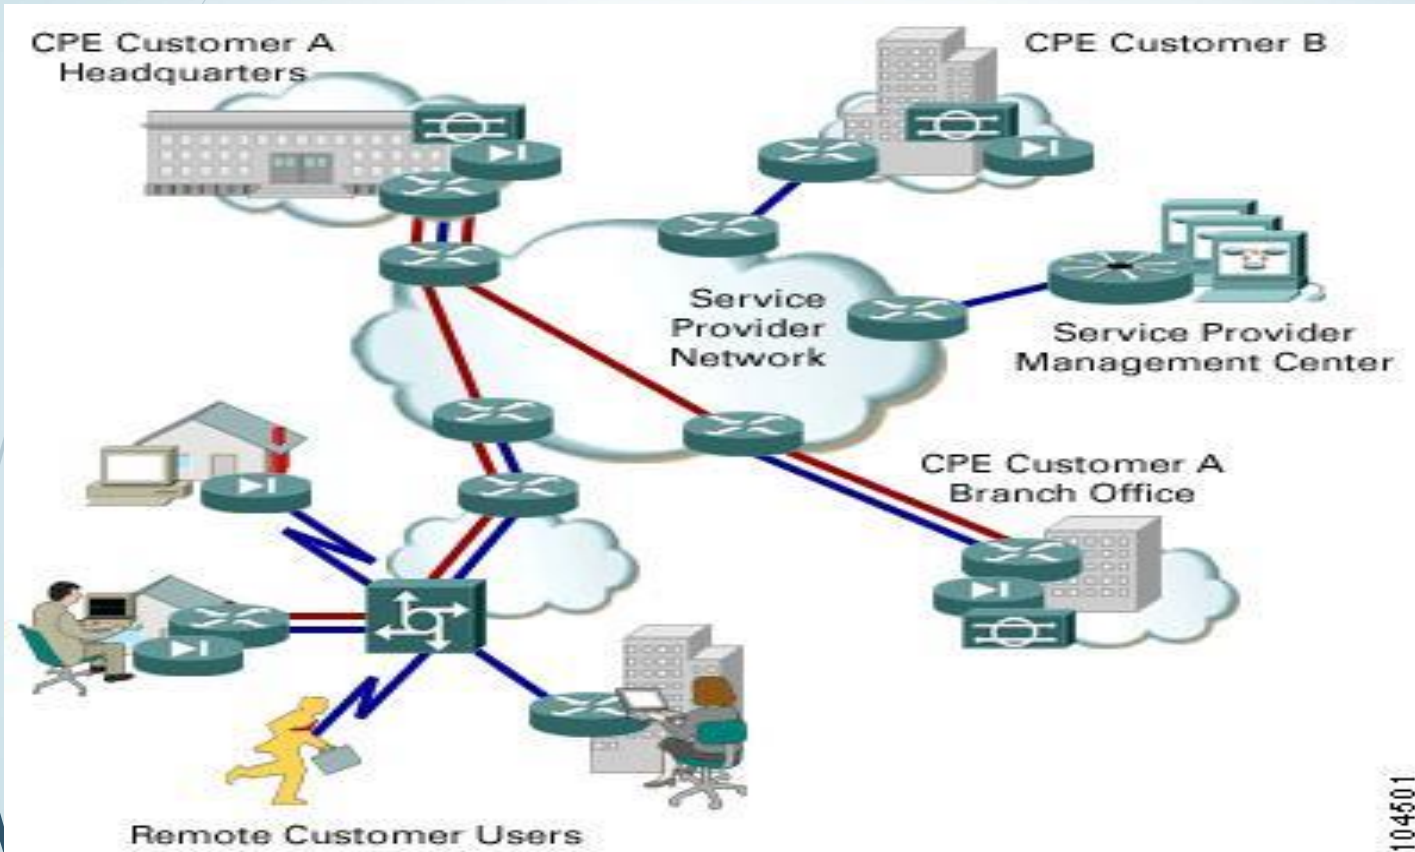 CPE Customer A
Headquarters
CPE Customer B
Service
Provider
Network
Service Provider
Management Center
CPE Customer A
Branch Office
Remote Customer Users
104501